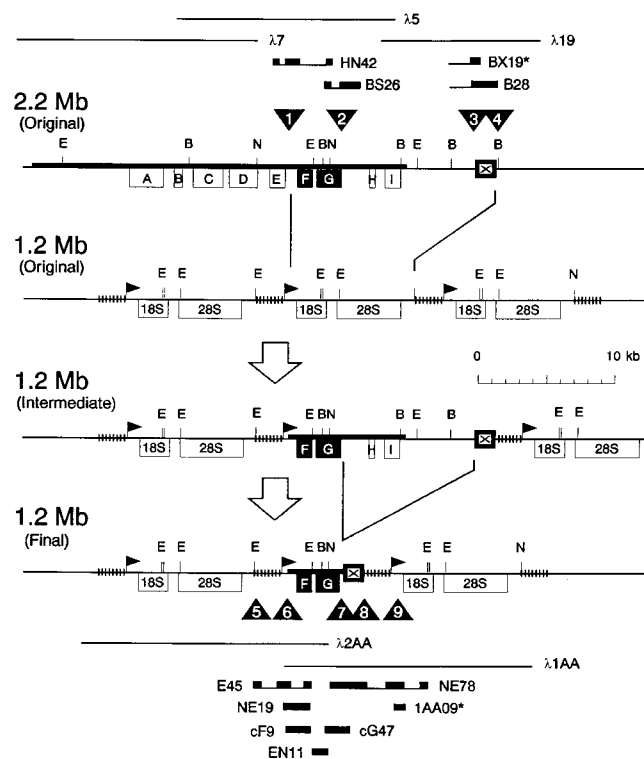 λ5
λ7 λ19
HN42 BX19*
BS26 B28
2.2 Mb
(Original)
1 2 3 4
E B N E BN B E B B
A B C D E F G H I
1.2 Mb
(Original)
E E E E E E E N
18S 28S 18S 28S 18S 28S
0 10 kb
1.2 Mb
(Intermediate)
E E E E BN B E B E E
18S 28S F G H I 18S 28S
1.2 Mb
(Final)
E E E E BN E E N
18S 28S F G 18S 28S
5 6 7 8 9
λ2AA
λ1AA
E45 NE78
NE19 1AA09*
cF9 cG47
EN11